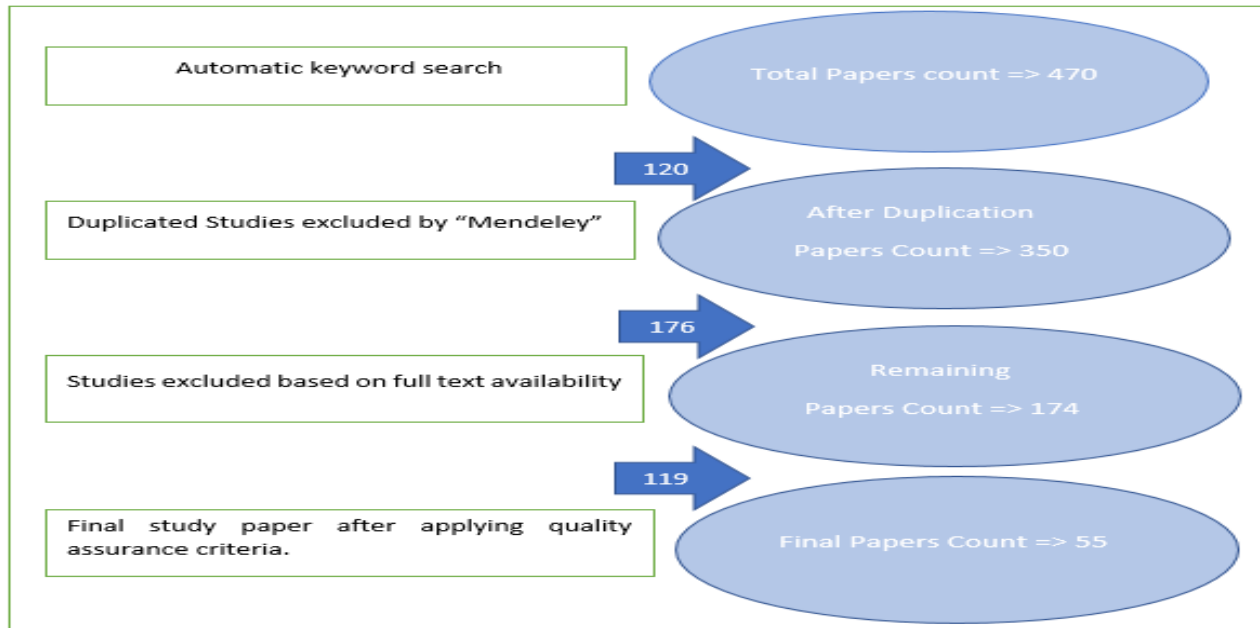 Automatic keyword search
Total Papers count => 470
120
Duplicated Studies excluded by “Mendeley”
After Duplication
Papers Count => 350
176
Studies excluded based on full text availability
Remaining
Papers Count => 174
119
Final study paper after applying quality
assurance criteria.
Final Papers Count => 55